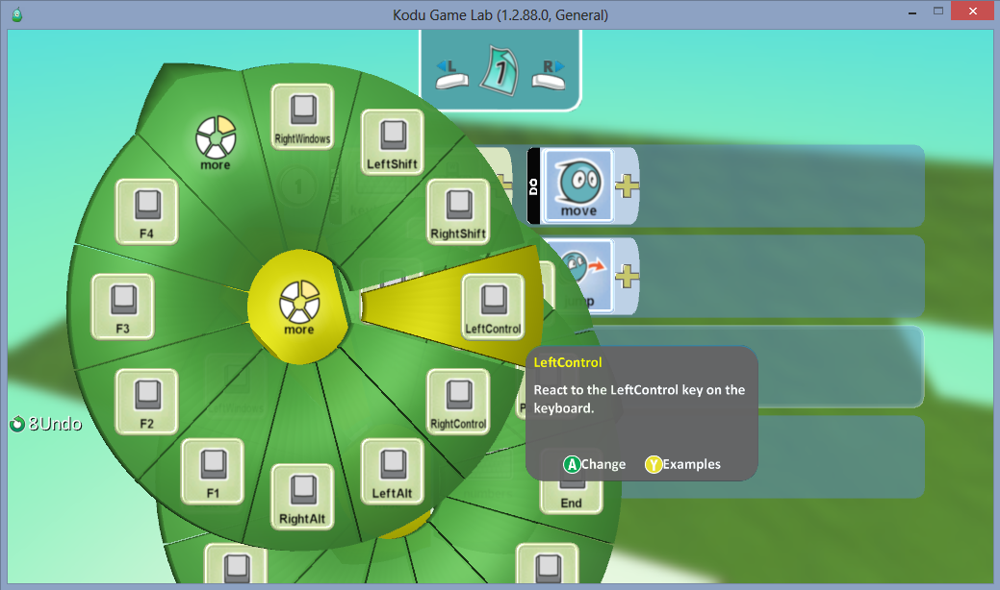 Kodu Game Lab (1.2.88.0, General)
L
1
R
RightWindows
more
LeftShift
DO
move
F4
RightShift
more
F3
LeftControl
LeftControl
React to the LeftControl key on the
keyboard.
F2
RightControl
8Undo
A Change
Y Examples
F1
LeftAlt
RightAlt
End